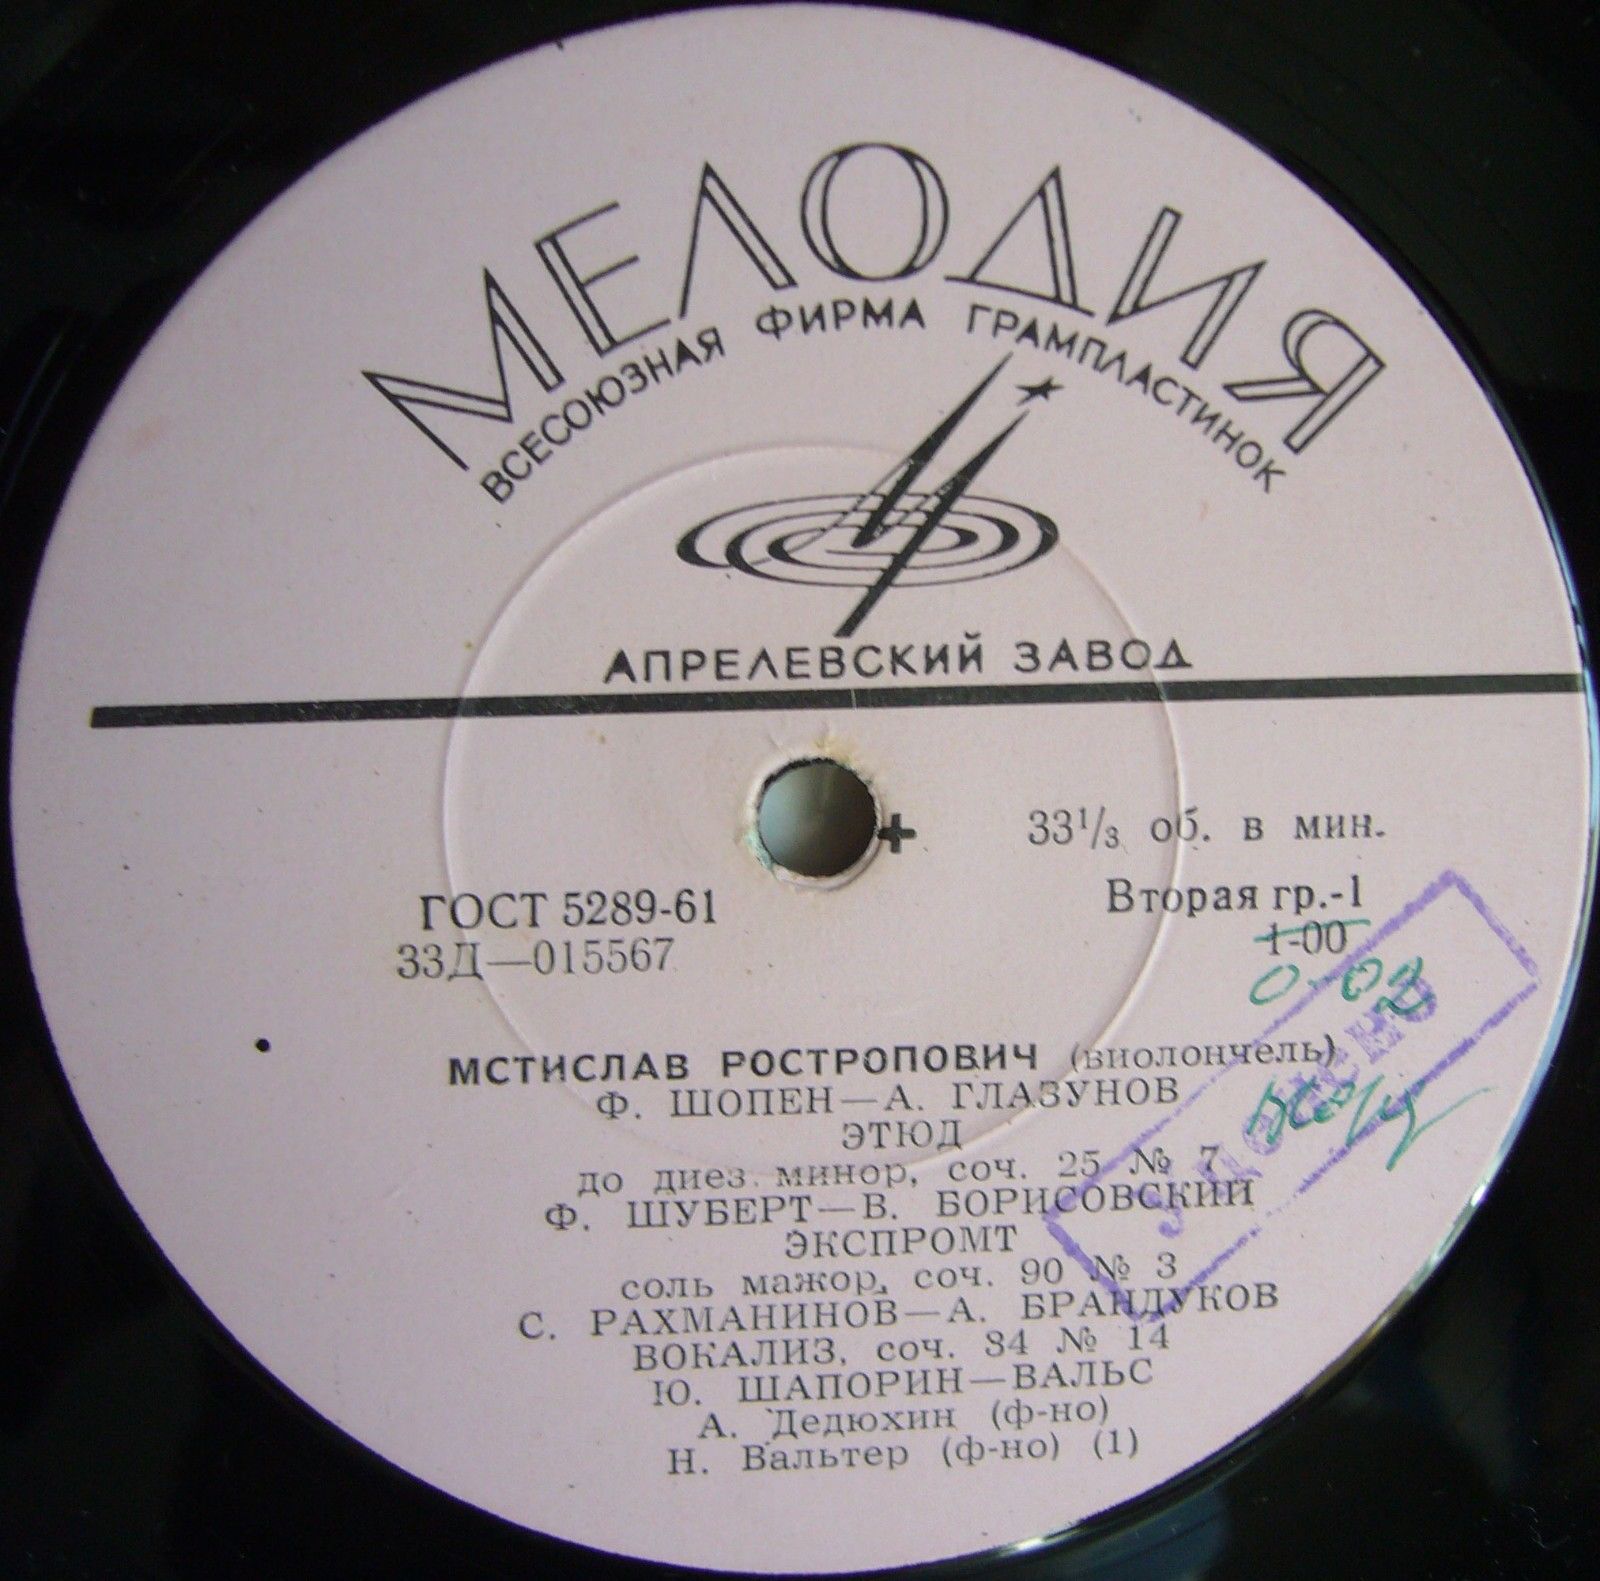 МЕЛОДИЯ
ВСЕСОЮЗНАЯ ФИРМА ГРАМПЛАСТИНОК
АПРЕЛЕВСКИЙ ЗАВОД
33⅓ об. в мин.
ГОСТ 5289-61
Вторая гр.-1
33Д—015567
1-00
0-02
МСТИСЛАВ РОСТРОПОВИЧ (виолончель)
Ф. ШОПЕН—А. ГЛАЗУНОВ
ЭТЮД
до диез минор, соч. 25 № 7
Ф. ШУБЕРТ—В. БОРИСОВСКИЙ
ЭКСПРОМТ
соль мажор, соч. 90 № 3
С. РАХМАНИНОВ—А. БРАНДУКОВ
ВОКАЛИЗ, соч. 34 № 14
Ю. ШАПОРИН—ВАЛЬС
А. Дедюхин (ф-но)
Н. Вальтер (ф-но) (1)
УЦЕНЕНО